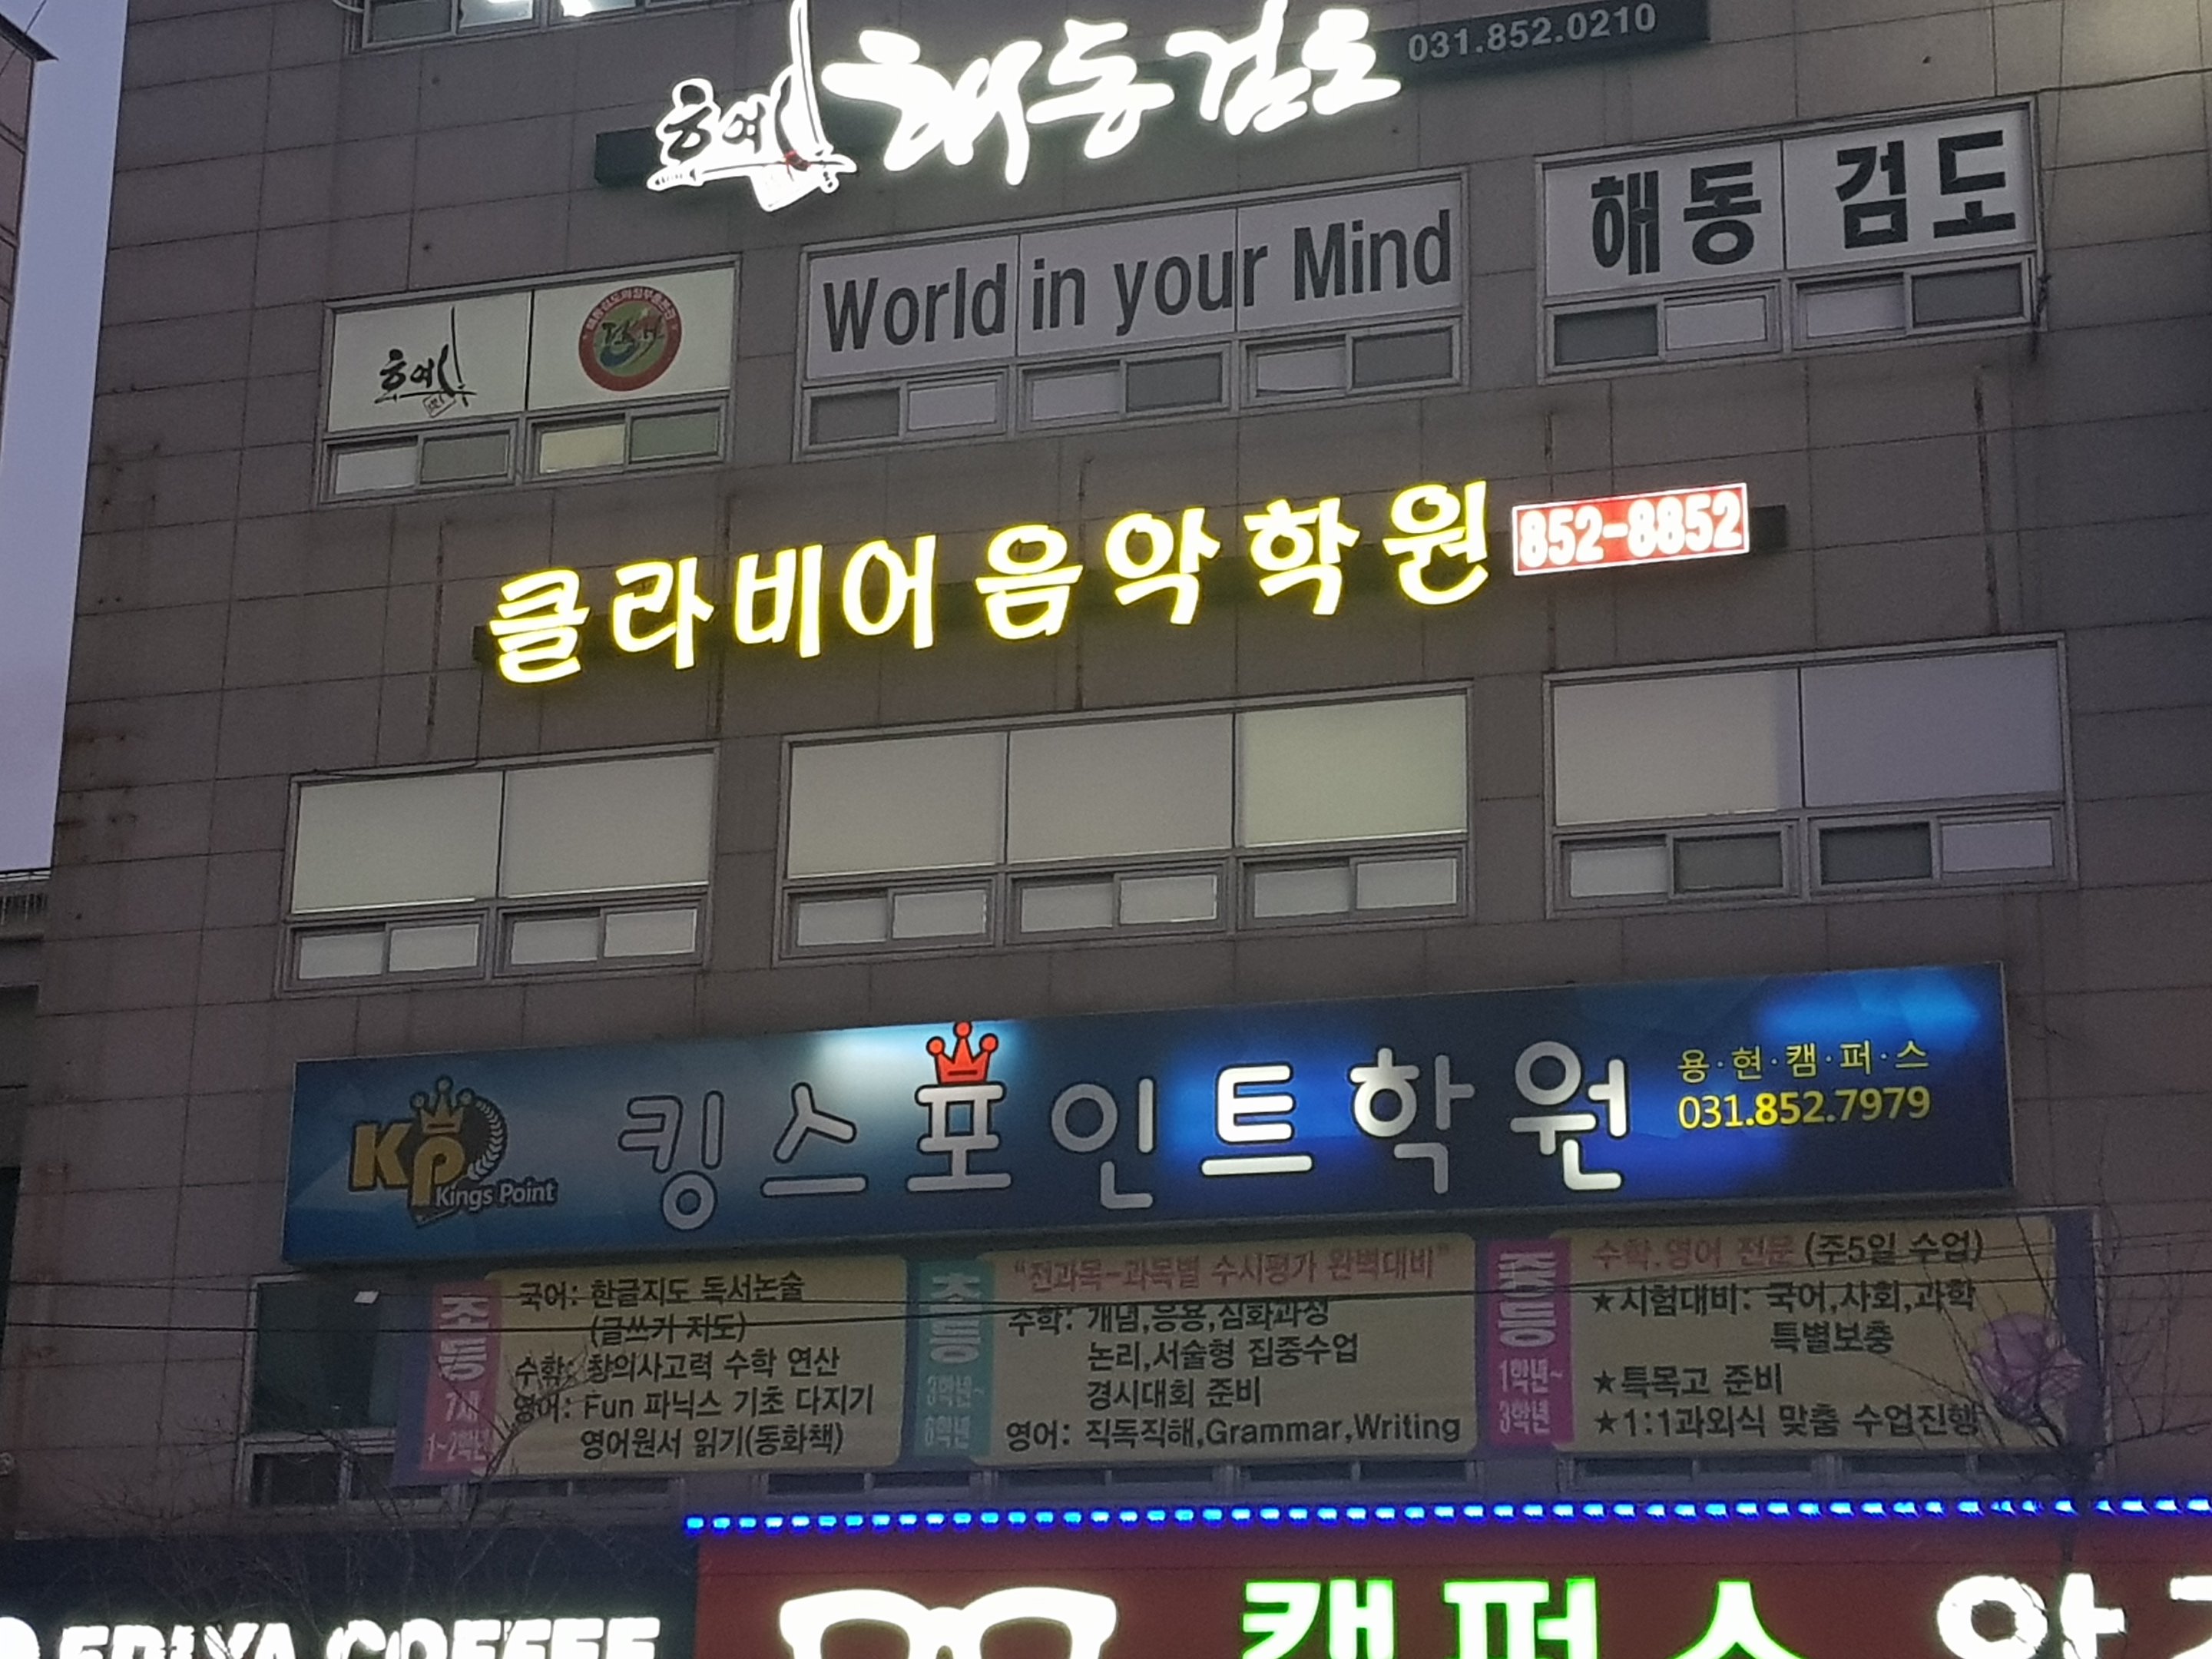 호연 해동검도 031.852.0210
호연
World in your Mind
해동 검도
클라비어음악학원 852-8852
KP Kings Point
킹스포인트학원
용·현·캠·퍼·스
031.852.7979
초등
7세
1~2학년
국어: 한글지도 독서논술
(글쓰기 지도)
수학: 창의사고력 수학 연산
영어: Fun 파닉스 기초 다지기
영어원서 읽기(동화책)
초등
3학년~
6학년
"전과목-과목별 수시평가 완벽대비"
수학: 개념,응용,심화과정
논리,서술형 집중수업
경시대회 준비
영어: 직독직해,Grammar,Writing
중등
1학년~
3학년
수학.영어 전문 (주5일 수업)
★시험대비: 국어,사회,과학
특별보충
★특목고 준비
★1:1과외식 맞춤 수업진행
EDIYA COFFEE
캠퍼스